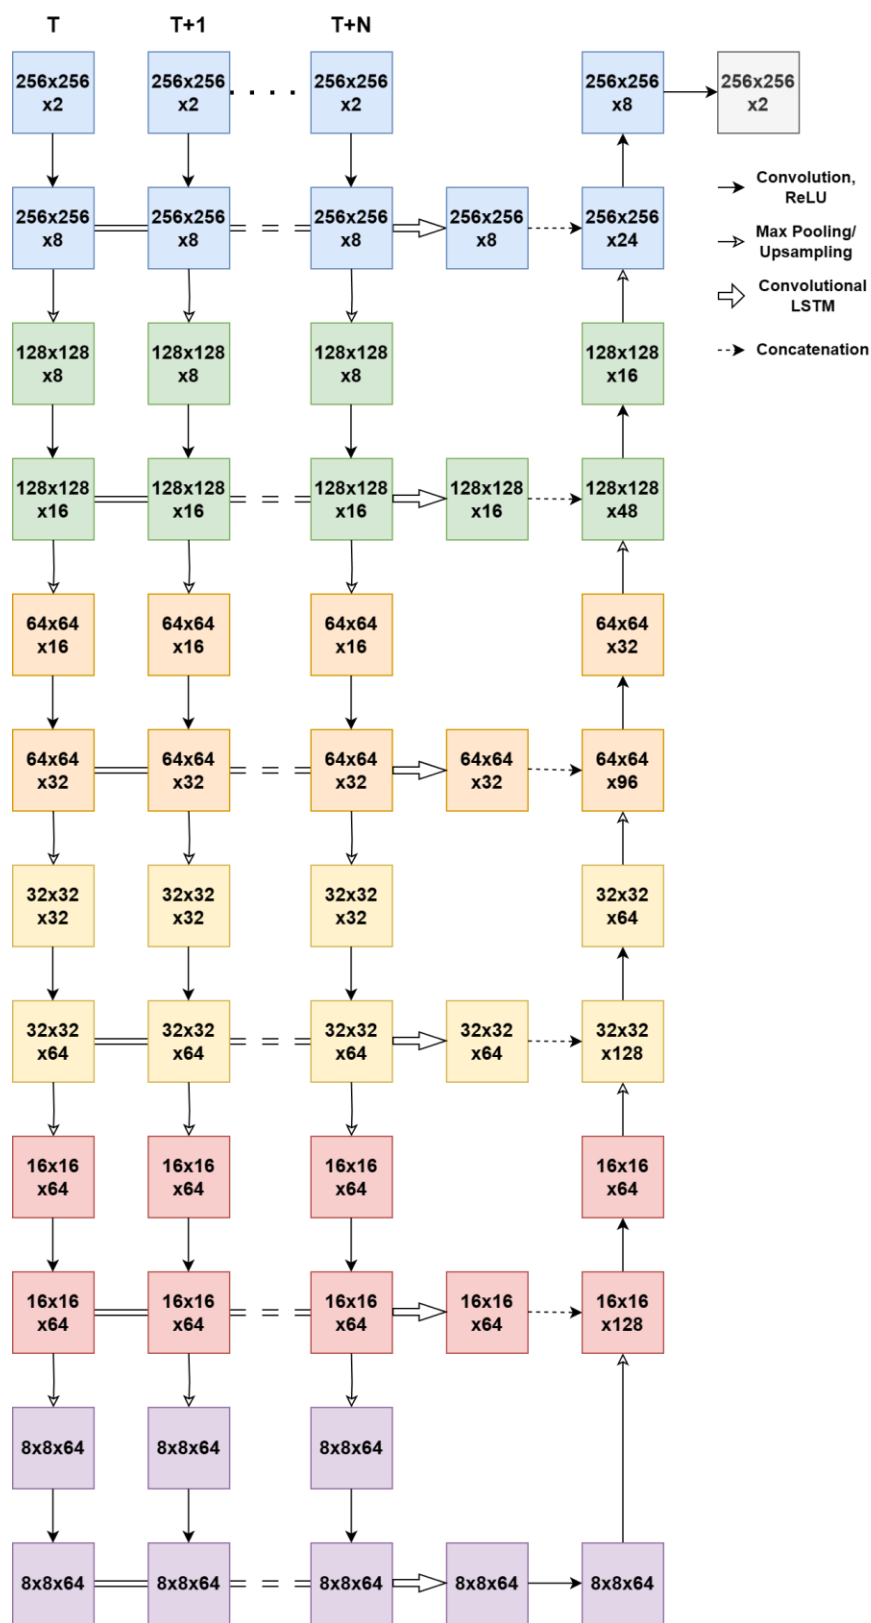 T T+1 T+N
256x256 256x256 256x256 256x256 256x256
x2 x2 . . . . x2 x8 x2
Convolution,
ReLU
256x256 256x256 256x256 256x256 256x256
x8 x8 x8 x8 x24
Max Pooling/
Upsampling
Convolutional
LSTM
128x128 128x128 128x128 128x128
x8 x8 x8 x16
Concatenation
128x128 128x128 128x128 128x128 128x128
x16 x16 x16 x16 x48
64x64 64x64 64x64 64x64
x16 x16 x16 x32
64x64 64x64 64x64 64x64 64x64
x32 x32 x32 x32 x96
32x32 32x32 32x32 32x32
x32 x32 x32 x64
32x32 32x32 32x32 32x32 32x32
x64 x64 x64 x64 x128
16x16 16x16 16x16 16x16
x64 x64 x64 x64
16x16 16x16 16x16 16x16 16x16
x64 x64 x64 x64 x128
8x8x64 8x8x64 8x8x64
8x8x64 8x8x64 8x8x64 8x8x64 8x8x64